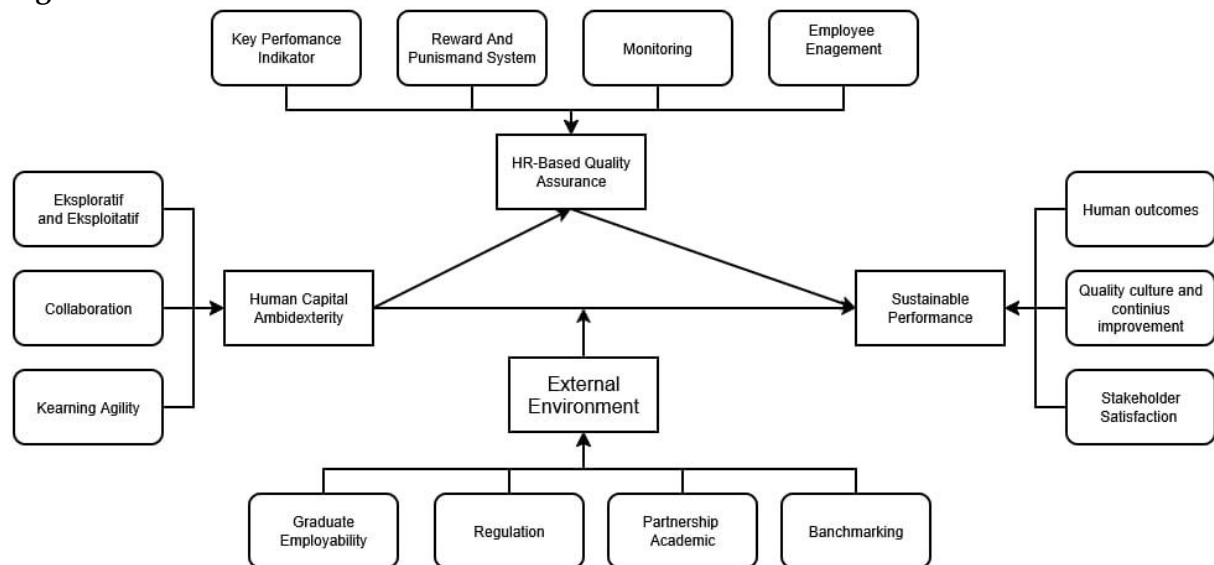 Key Perfomance
Indikator
Reward And
Punismand System
Monitoring
Employee
Enagement
HR-Based Quality
Assurance
Eksploratif
and Eksploitatif
Collaboration
Kearning Agility
Human Capital
Ambidexterity
Sustainable
Performance
Human outcomes
Quality culture and
continius
improvement
Stakeholder
Satisfaction
External
Environment
Graduate
Employability
Regulation
Partnership
Academic
Banchmarking